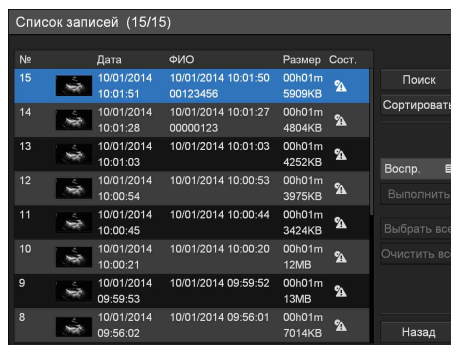 Список записей (15/15)
№ Дата ФИО Размер Сост.
15 10/01/2014 10/01/2014 10:01:50 00h01m
10:01:51 00123456 5909KB
14 10/01/2014 10/01/2014 10:01:27 00h01m
10:01:28 00000123 4804KB
13 10/01/2014 10/01/2014 10:01:03 00h01m
10:01:03 4252KB
12 10/01/2014 10/01/2014 10:00:53 00h01m
10:00:54 3975KB
11 10/01/2014 10/01/2014 10:00:44 00h01m
10:00:45 3424KB
10 10/01/2014 10/01/2014 10:00:20 00h01m
10:00:21 12MB
9 10/01/2014 10/01/2014 09:59:52 00h01m
09:59:53 13MB
8 10/01/2014 10/01/2014 09:56:01 00h01m
09:56:02 7014KB
Поиск
Сортировать
Воспр.
Выполнить
Выбрать все
Очистить все
Назад